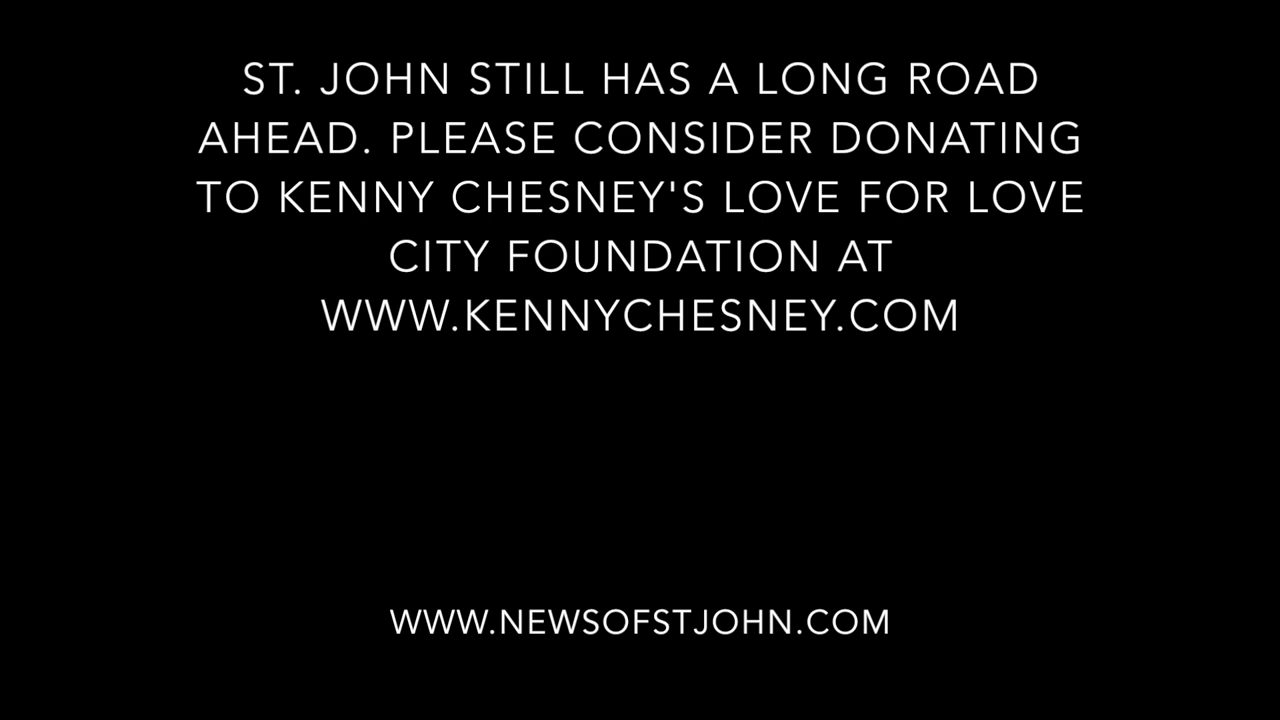 ST. JOHN STILL HAS A LONG ROAD
AHEAD. PLEASE CONSIDER DONATING
TO KENNY CHESNEY'S LOVE FOR LOVE
CITY FOUNDATION AT
WWW.KENNYCHESNEY.COM
WWW.NEWSOFSTJOHN.COM